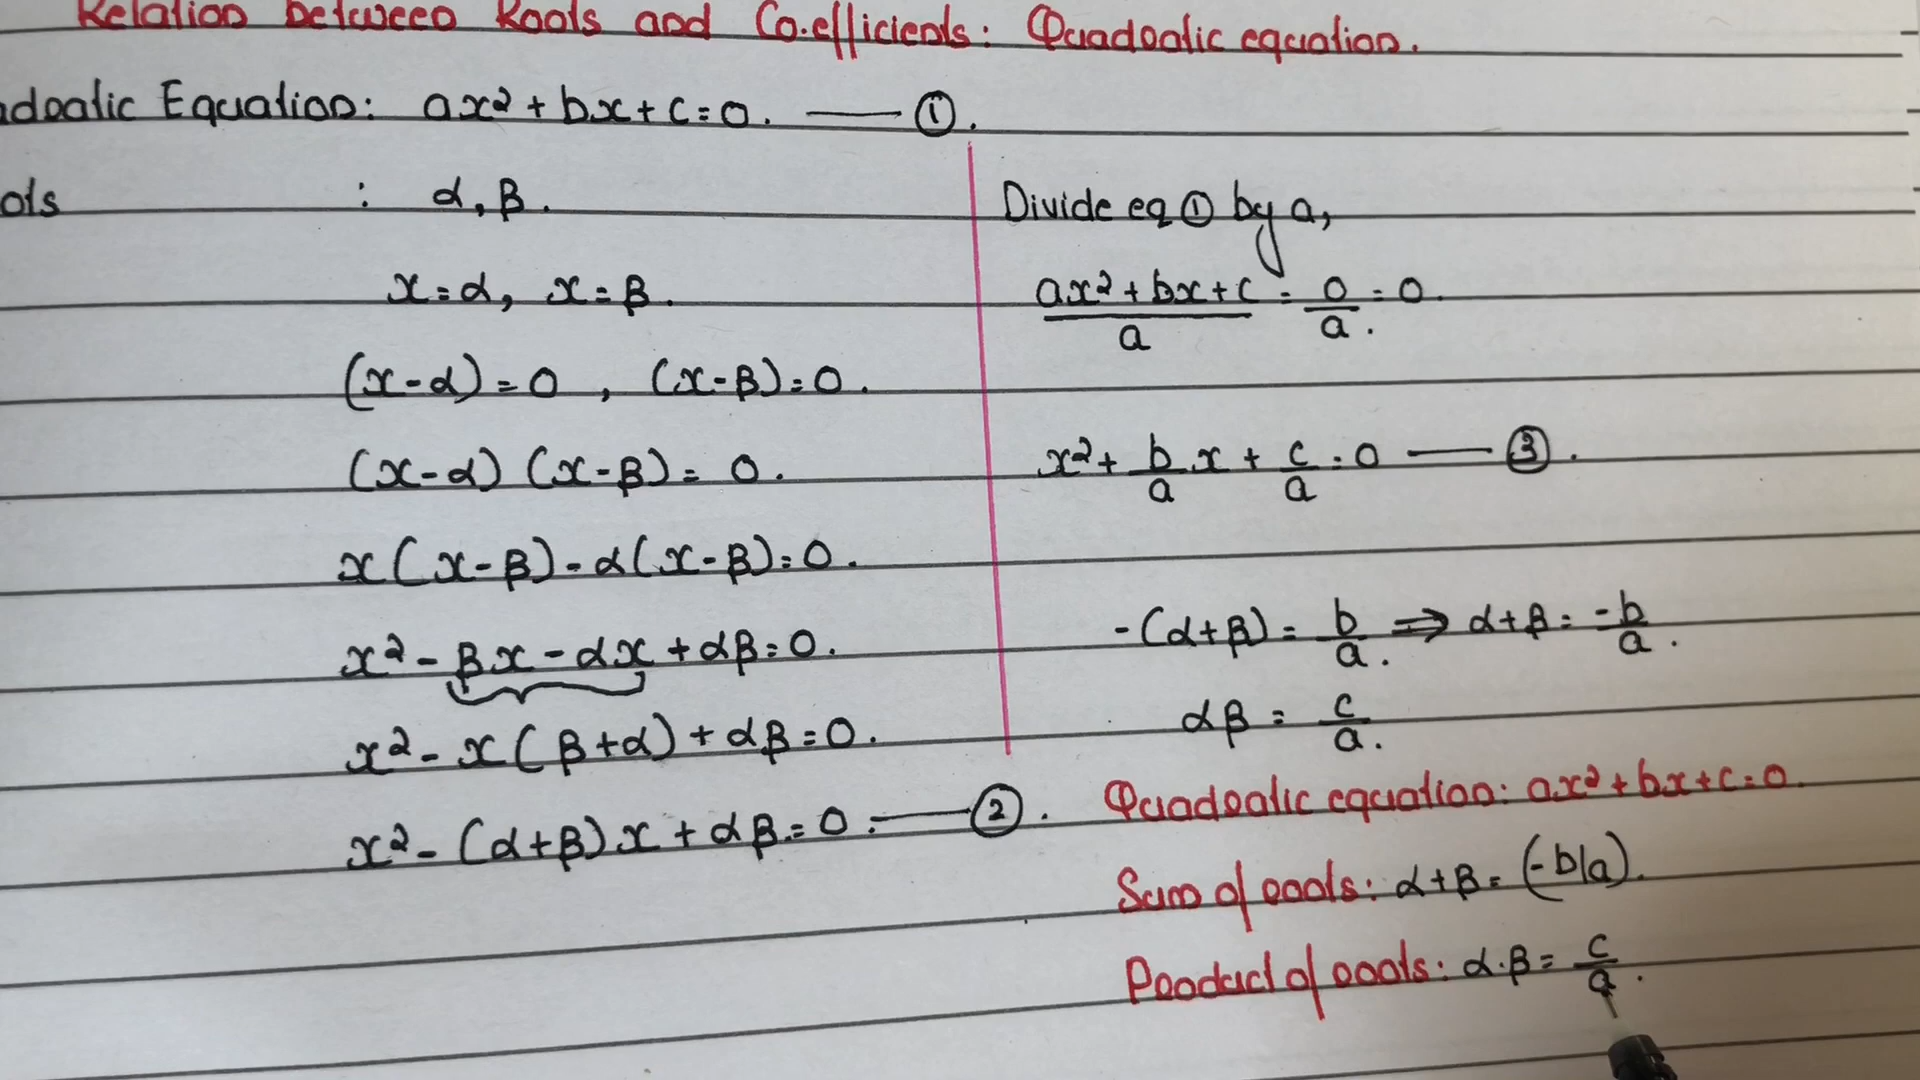 Relation between Roots and Co.efficients: Quadratic equation.
adratic Equation: ax² + bx + c = 0. —— ①.
ots : α, β.
x = α, x = β.
(x - α) = 0, (x - β) = 0.
(x - α) (x - β) = 0.
x(x - β) - α(x - β) = 0.
x² - βx - αx + αβ = 0.
x² - x(β + α) + αβ = 0.
x² - (α + β)x + αβ = 0. —— ②.
Divide eq ① by a,
(ax² + bx + c)/a = 0/a. = 0.
x² + b/a x + c/a = 0 —— ③.
-(α + β) = b/a. ⇒ α + β = -b/a.
αβ = c/a.
Quadratic equation: ax² + bx + c = 0.
Sum of roots: α + β = (-b/a).
Product of roots: α · β = c/a.